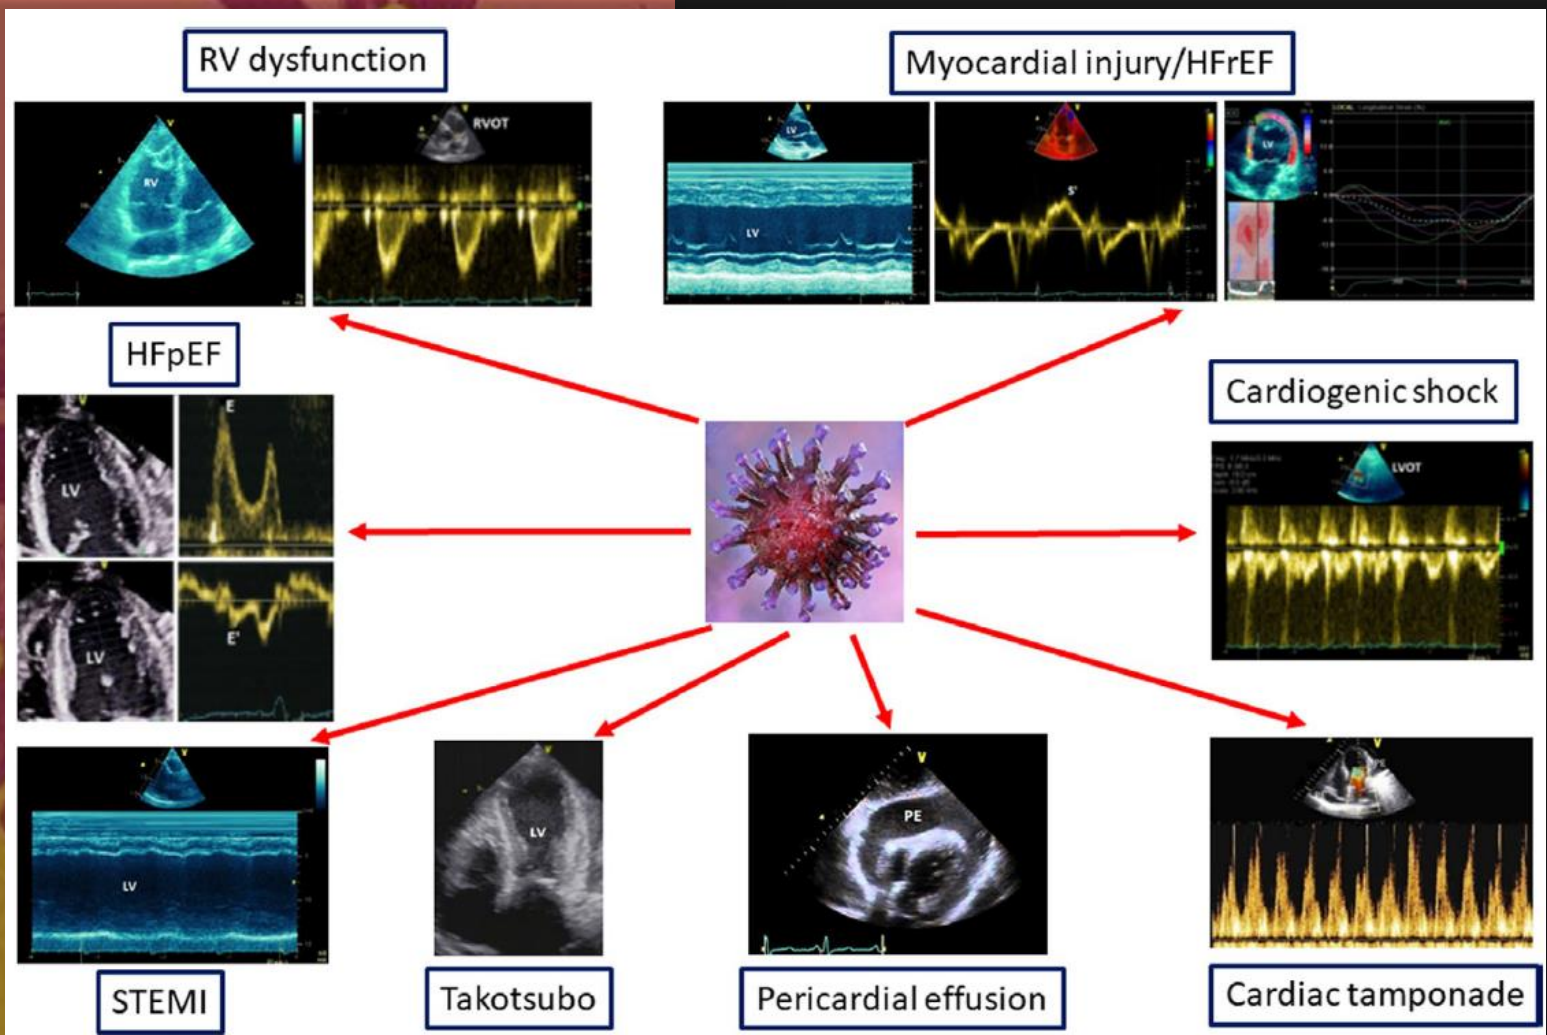 RV dysfunction
Myocardial injury/HFrEF
V
RV
V
RVOT
V
LV
LV
S'
LV
HFpEF
Cardiogenic shock
LV
E
LV
E'
V
LVOT
V
LV
V
LV
V
PE
V
PE
STEMI
Takotsubo
Pericardial effusion
Cardiac tamponade